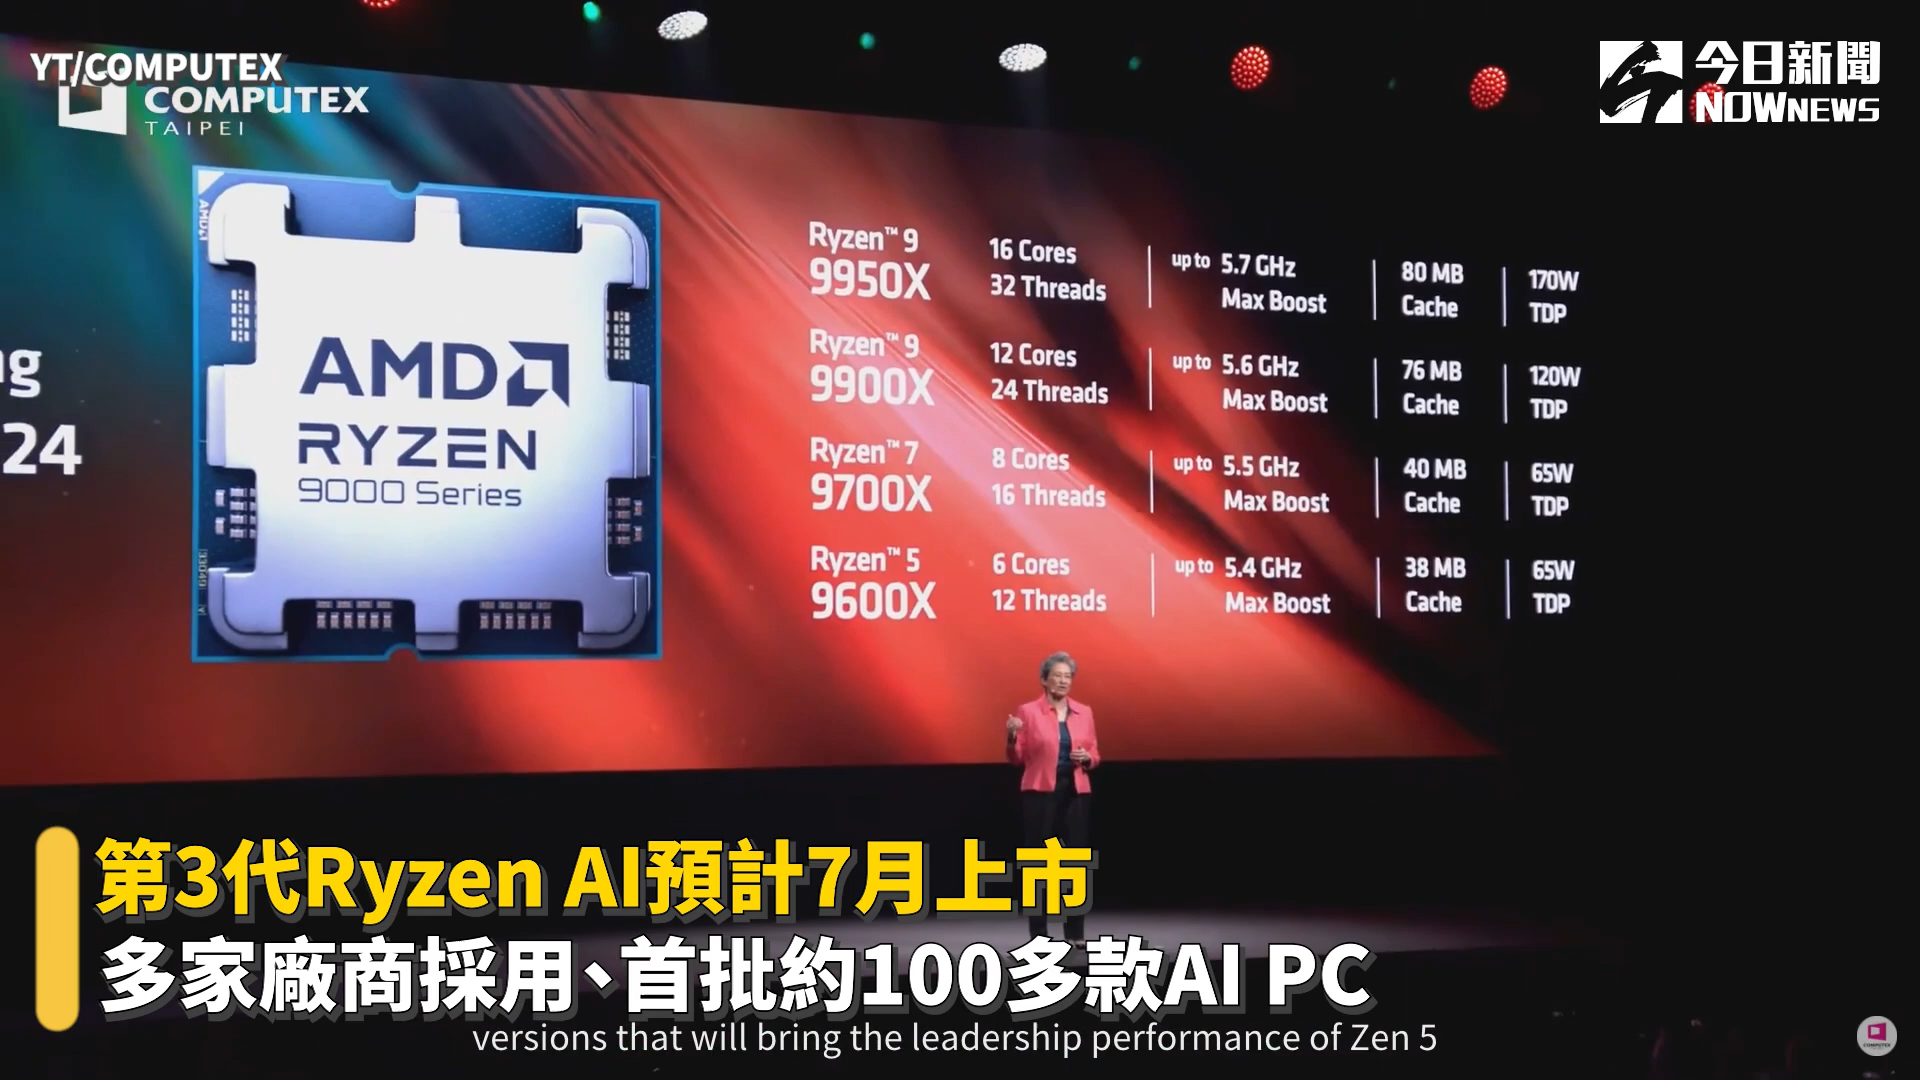 YT/COMPUTEX
COMPUTEX
TAIPEI
今日新聞
NOWNEWS
24
AMD
RYZEN
9000 Series
Ryzen™ 9
9950X
16 Cores
32 Threads
up to 5.7 GHz
Max Boost
80 MB
Cache
170W
TDP
Ryzen™ 9
9900X
12 Cores
24 Threads
up to 5.6 GHz
Max Boost
76 MB
Cache
120W
TDP
Ryzen™ 7
9700X
8 Cores
16 Threads
up to 5.5 GHz
Max Boost
40 MB
Cache
65W
TDP
Ryzen™ 5
9600X
6 Cores
12 Threads
up to 5.4 GHz
Max Boost
38 MB
Cache
65W
TDP
第3代Ryzen AI預計7月上市
多家廠商採用、首批約100多款AI PC
versions that will bring the leadership performance of Zen 5
COMPUTEX